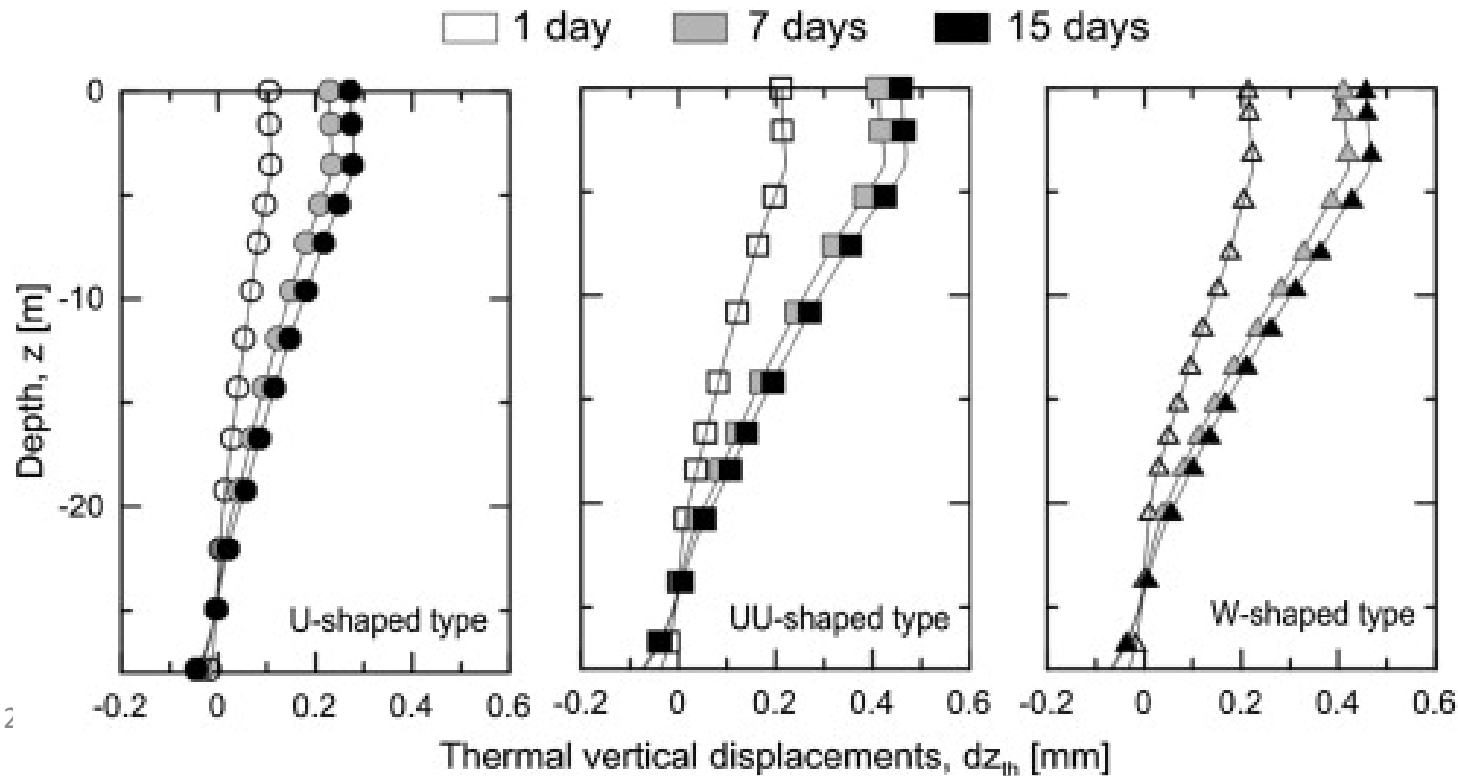 1 day 7 days 15 days
0
-10
-20
Depth, z [m]
U-shaped type
UU-shaped type
W-shaped type
-0.2 0 0.2 0.4 0.6
-0.2 0 0.2 0.4 0.6
-0.2 0 0.2 0.4 0.6
2
Thermal vertical displacements, dz_th [mm]